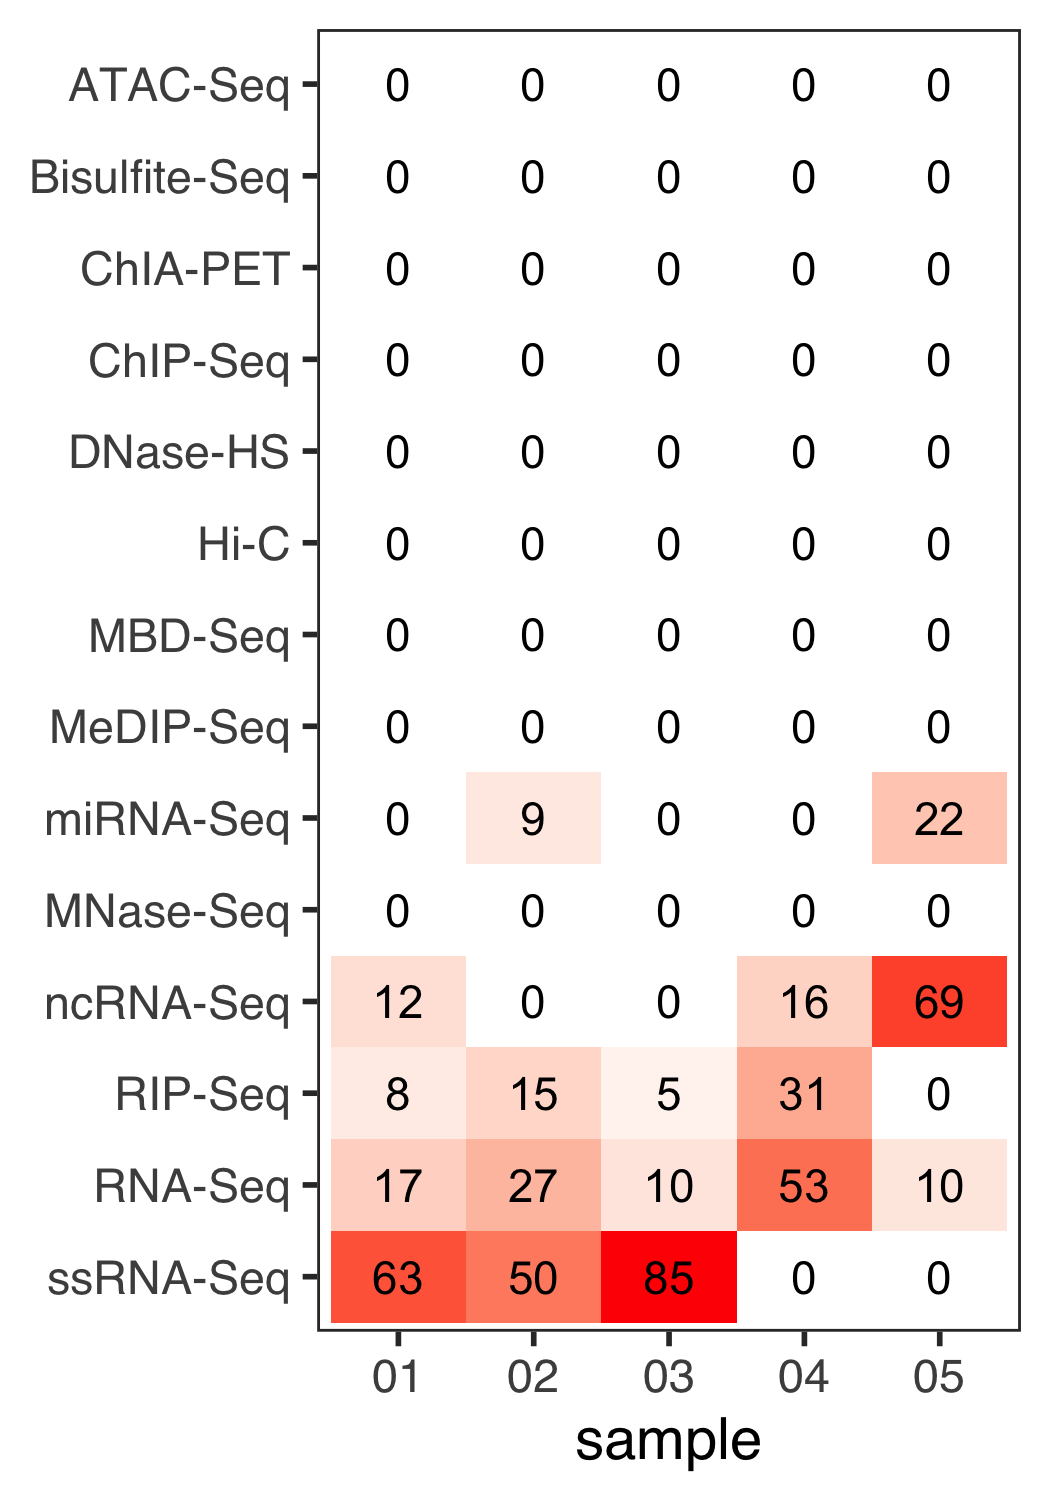 ATAC-Seq 0 0 0 0 0
Bisulfite-Seq 0 0 0 0 0
ChIA-PET 0 0 0 0 0
ChIP-Seq 0 0 0 0 0
DNase-HS 0 0 0 0 0
Hi-C 0 0 0 0 0
MBD-Seq 0 0 0 0 0
MeDIP-Seq 0 0 0 0 0
miRNA-Seq 0 9 0 0 22
MNase-Seq 0 0 0 0 0
ncRNA-Seq 12 0 0 16 69
RIP-Seq 8 15 5 31 0
RNA-Seq 17 27 10 53 10
ssRNA-Seq 63 50 85 0 0
01 02 03 04 05
sample